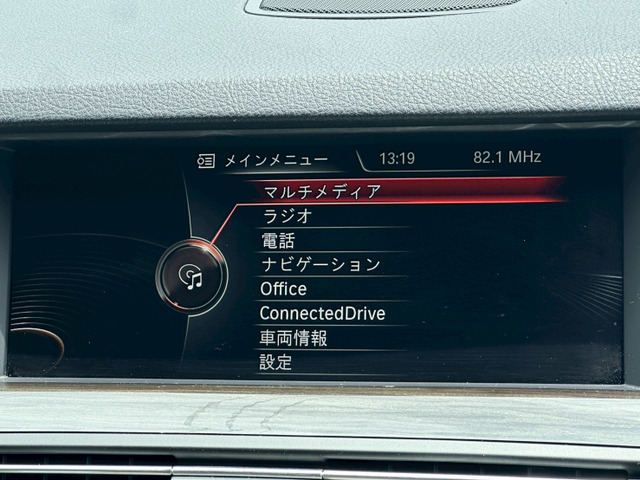 メインメニュー 13:19 82.1 MHz
マルチメディア
ラジオ
電話
ナビゲーション
Office
ConnectedDrive
車両情報
設定